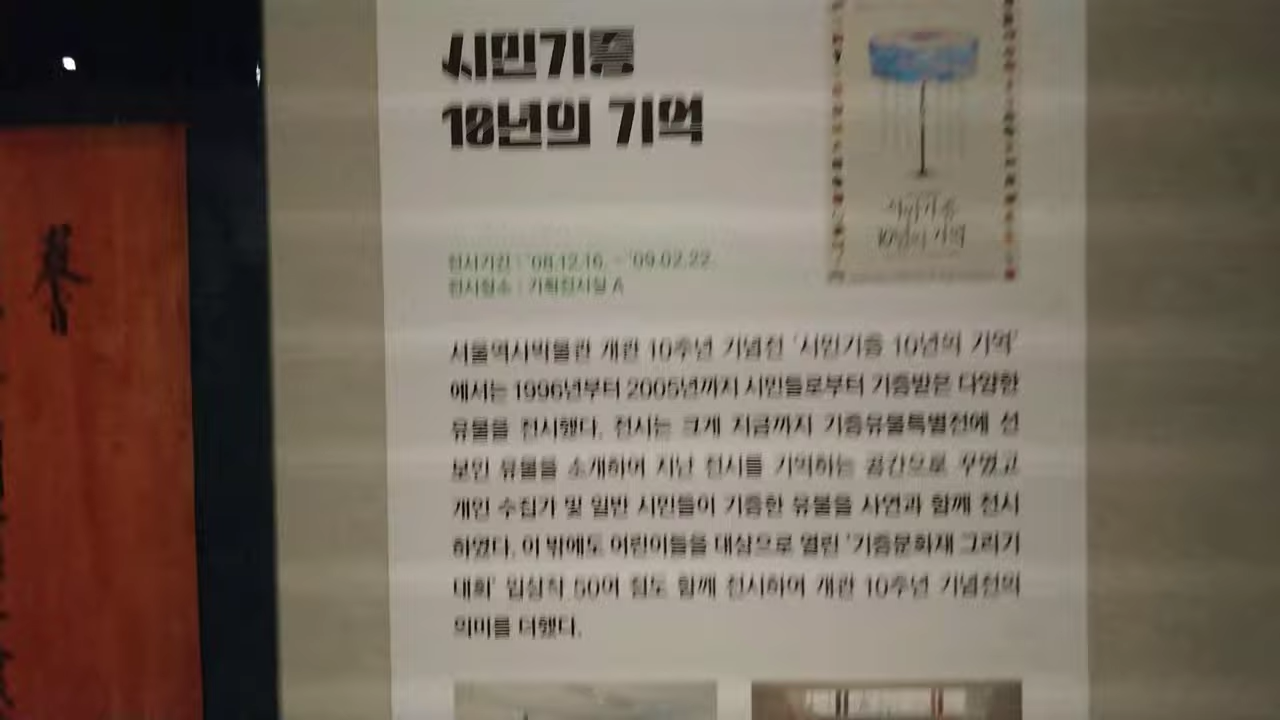 시민기증
10년의 기억
시민기증
10년의 기억
전시기간 : '08.12.16. - '09.02.22.
전시장소 : 기획전시실 A
서울역사박물관 개관 10주년 기념전 '시민기증 10년의 기억'
에서는 1996년부터 2005년까지 시민들로부터 기증받은 다양한
유물을 전시했다. 전시는 크게 지금까지 기증유물특별전에 선
보인 유물을 소개하여 지난 전시를 기억하는 공간으로 꾸몄고
개인 수집가 및 일반 시민들이 기증한 유물을 사연과 함께 전시
하였다. 이 밖에도 어린이들을 대상으로 열린 '기증문화재 그리기
대회' 입상작 50여 점도 함께 전시하여 개관 10주년 기념전의
의미를 더했다.